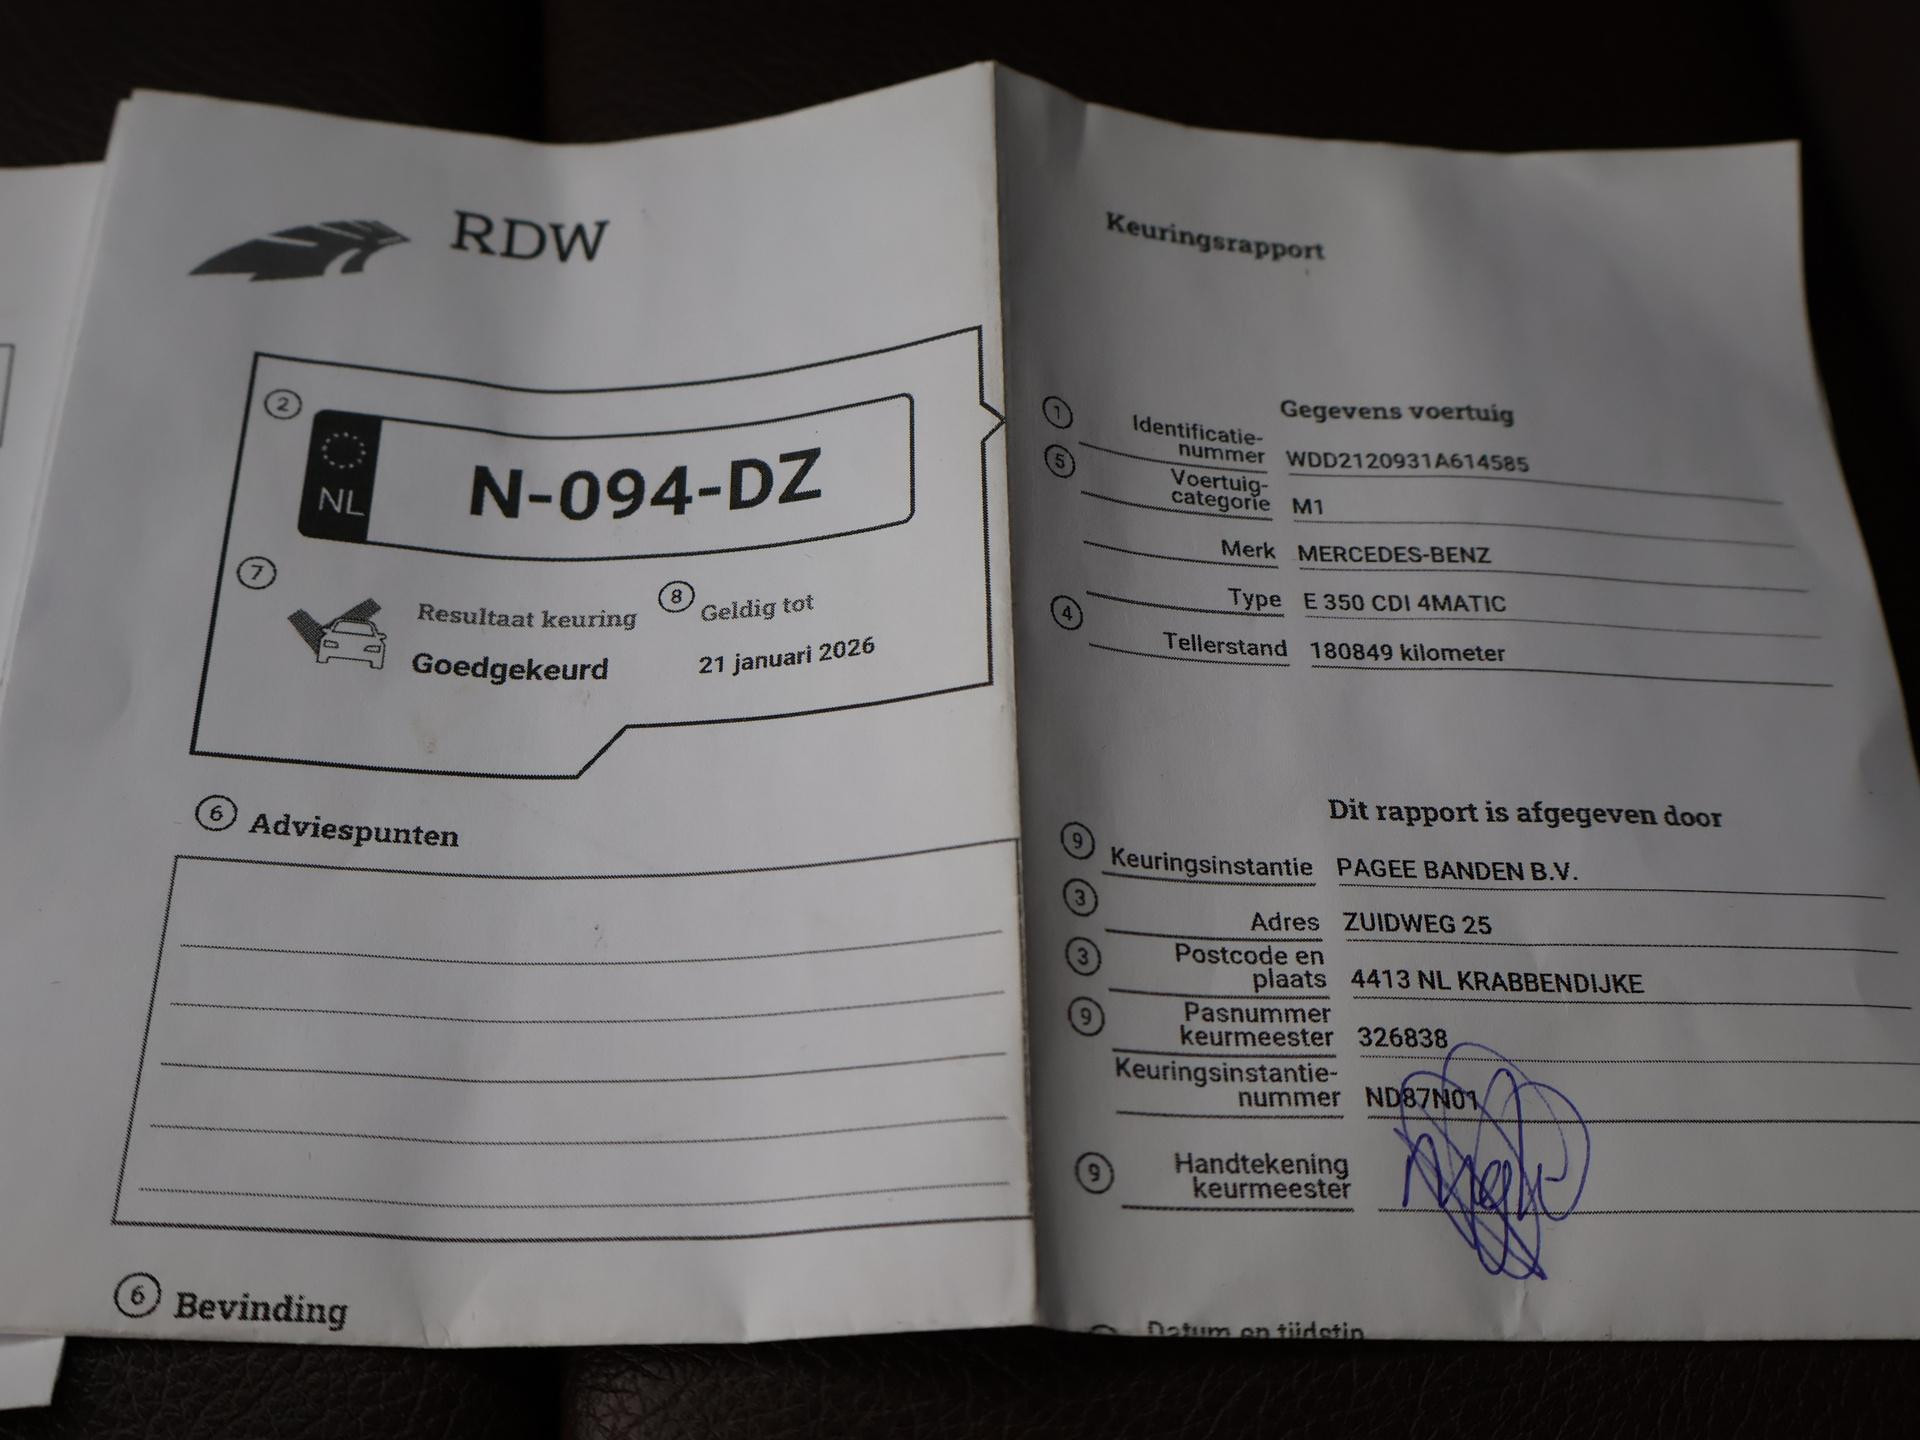 RDW
2
NL
N-094-DZ
7
Resultaat keuring
Goedgekeurd
8
Geldig tot
21 januari 2026
6 Adviespunten
6 Bevinding
Keuringsrapport
Gegevens voertuig
1
Identificatie-
nummer WDD2120931A614585
5
Voertuig-
categorie M1
Merk MERCEDES-BENZ
Type E 350 CDI 4MATIC
4
Tellerstand 180849 kilometer
Dit rapport is afgegeven door
9
Keuringsinstantie PAGEE BANDEN B.V.
3
Adres ZUIDWEG 25
3
Postcode en
plaats 4413 NL KRABBENDIJKE
9
Pasnummer
keurmeester 326838
Keuringsinstantie-
nummer ND87N01
9
Handtekening
keurmeester
Datum en tijdstip